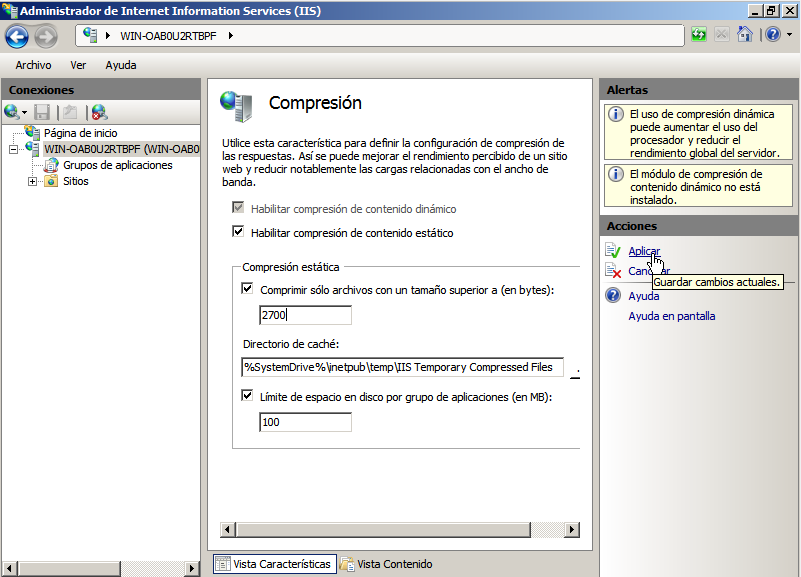 Administrador de Internet Information Services (IIS)
WIN-OAB0U2RTBPF
Archivo Ver Ayuda
Conexiones
Página de inicio
WIN-OAB0U2RTBPF (WIN-OAB0
Grupos de aplicaciones
Sitios
Compresión
Utilice esta característica para definir la configuración de compresión de
las respuestas. Así se puede mejorar el rendimiento percibido de un sitio
web y reducir notablemente las cargas relacionadas con el ancho de
banda.
Habilitar compresión de contenido dinámico
Habilitar compresión de contenido estático
Compresión estática
Comprimir sólo archivos con un tamaño superior a (en bytes):
2700
Directorio de caché:
%SystemDrive%\inetpub\temp\IIS Temporary Compressed Files
.
Límite de espacio en disco por grupo de aplicaciones (en MB):
100
Vista Características Vista Contenido
Alertas
El uso de compresión dinámica
puede aumentar el uso del
procesador y reducir el
rendimiento global del servidor.
El módulo de compresión de
contenido dinámico no está
instalado.
Acciones
Aplicar
Guardar cambios actuales.
Ayuda
Ayuda en pantalla